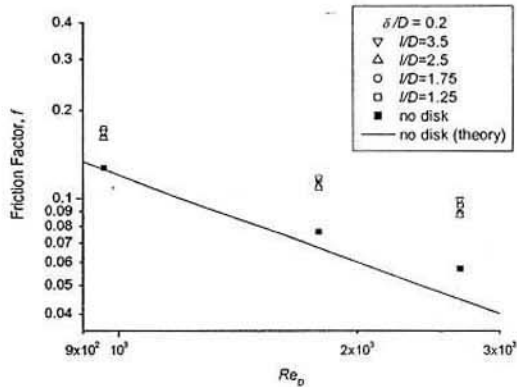 0.4
0.2
0.1
0.09
0.08
0.07
0.06
0.05
0.04
Friction Factor, f
9x10² 10³ 2x10³ 3x10³
Re_D
δ/D = 0.2
l/D=3.5
l/D=2.5
l/D=1.75
l/D=1.25
no disk
no disk (theory)